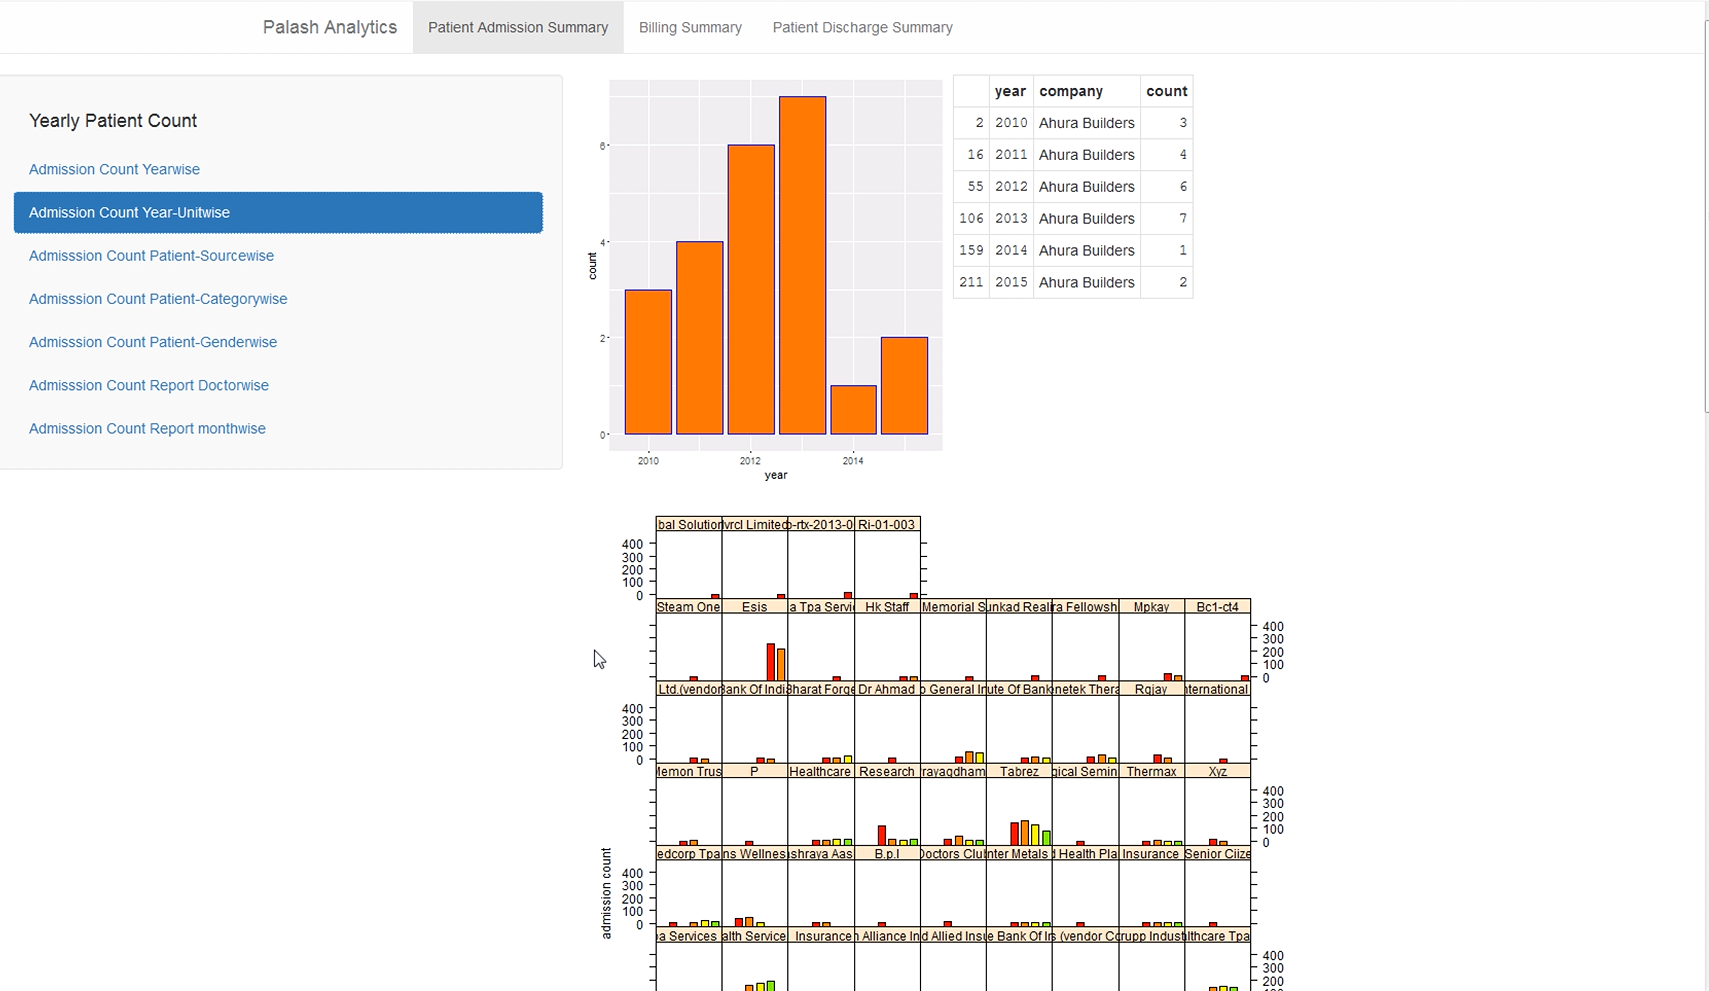 Palash Analytics Patient Admission Summary Billing Summary Patient Discharge Summary
Yearly Patient Count
Admission Count Yearwise
Admission Count Year-Unitwise
Admisssion Count Patient-Sourcewise
Admisssion Count Patient-Categorywise
Admisssion Count Patient-Genderwise
Admisssion Count Report Doctorwise
Admisssion Count Report monthwise
6
4
2
0
count
2010 2012 2014
year
year company count
2 2010 Ahura Builders 3
16 2011 Ahura Builders 4
55 2012 Ahura Builders 6
106 2013 Ahura Builders 7
159 2014 Ahura Builders 1
211 2015 Ahura Builders 2
bal Solution vrcl Limited -rtx-2013-0 Ri-01-003
400
300
200
100
0
Steam One Esis a Tpa Servi Hk Staff Memorial S unkad Reali ra Fellowsh Mpkay Bc1-ct4
400
300
200
100
0
Ltd.(vendor Bank Of Indi Bharat Forge Dr Ahmad o General In ute Of Bank netek Thera Rgjay nternational
400
300
200
100
0
Memon Trus P Healthcare Research rayagdham Tabrez gical Semin Thermax Xyz
400
300
200
100
0
edcorp Tpa ns Wellnes shraya Aas B.p.l Doctors Clu nter Metals d Health Pla Insurance Senior Ciize
400
300
200
100
0
admission count
a Services alth Service Insurance n Alliance In d Allied Insu e Bank Of In s (vendor Co rupp Indust lthcare Tpa
400
300
200